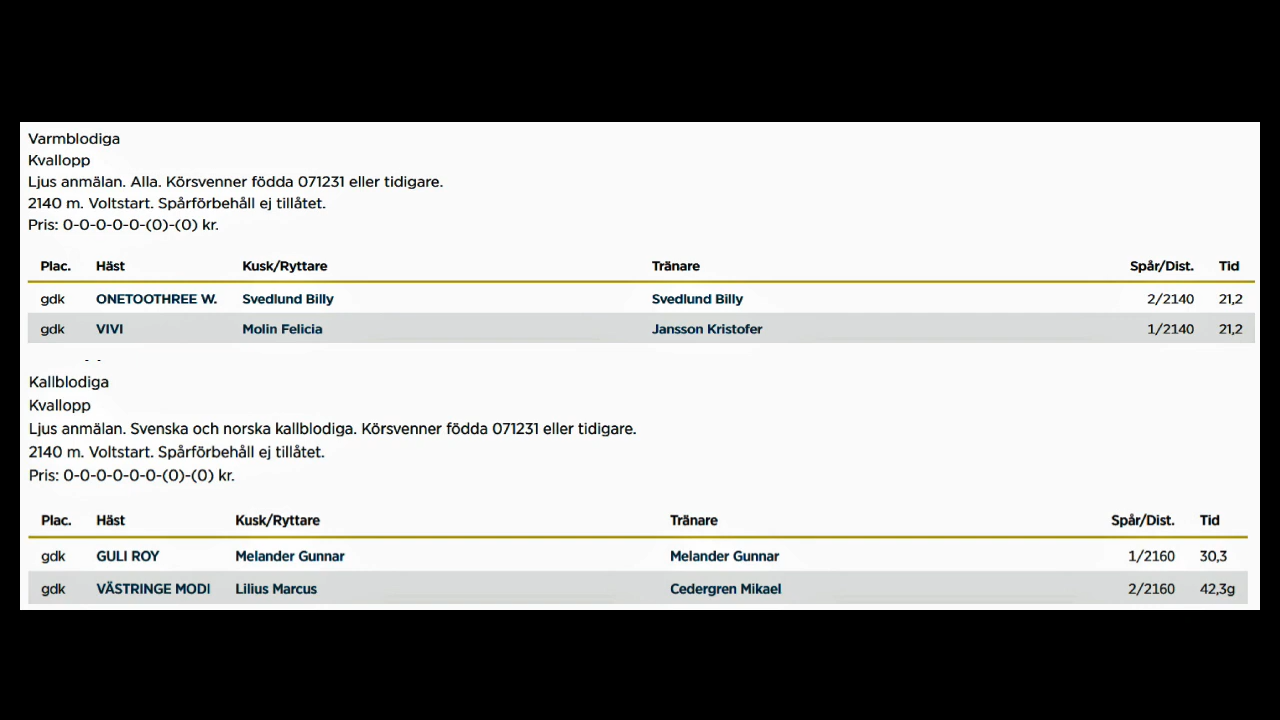 Varmblodiga
Kvallopp
Ljus anmälan. Alla. Körsvenner födda 071231 eller tidigare.
2140 m. Voltstart. Spårförbehåll ej tillåtet.
Pris: 0-0-0-0-0-(0)-(0) kr.
Plac. Häst Kusk/Ryttare Tränare Spår/Dist. Tid
gdk ONETOOTHREE W. Svedlund Billy Svedlund Billy 2/2140 21,2
gdk VIVI Molin Felicia Jansson Kristofer 1/2140 21,2
Kallblodiga
Kvallopp
Ljus anmälan. Svenska och norska kallblodiga. Körsvenner födda 071231 eller tidigare.
2140 m. Voltstart. Spårförbehåll ej tillåtet.
Pris: 0-0-0-0-0-0-(0)-(0) kr.
Plac. Häst Kusk/Ryttare Tränare Spår/Dist. Tid
gdk GULI ROY Melander Gunnar Melander Gunnar 1/2160 30,3
gdk VÄSTRINGE MODI Lilius Marcus Cedergren Mikael 2/2160 42,3g